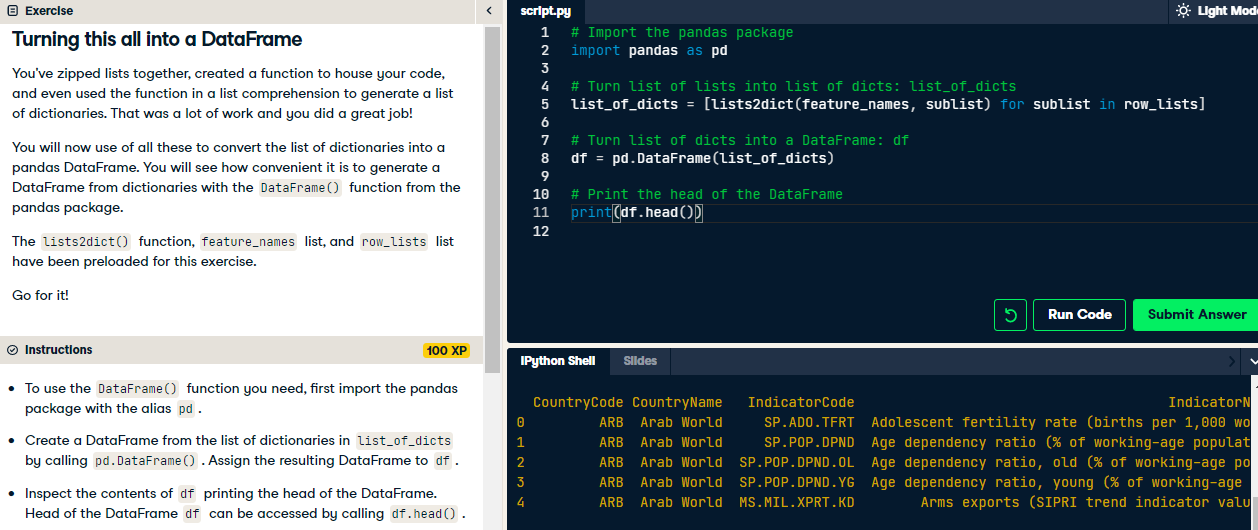 Exercise
Turning this all into a DataFrame
You've zipped lists together, created a function to house your code,
and even used the function in a list comprehension to generate a list
of dictionaries. That was a lot of work and you did a great job!
You will now use of all these to convert the list of dictionaries into a
pandas DataFrame. You will see how convenient it is to generate a
DataFrame from dictionaries with the DataFrame() function from the
pandas package.
The lists2dict() function, feature_names list, and row_lists list
have been preloaded for this exercise.
Go for it!
Instructions
100 XP
• To use the DataFrame() function you need, first import the pandas
package with the alias pd .
• Create a DataFrame from the list of dictionaries in list_of_dicts
by calling pd.DataFrame() . Assign the resulting DataFrame to df .
• Inspect the contents of df printing the head of the DataFrame.
Head of the DataFrame df can be accessed by calling df.head() .
script.py
Light Mode
1 # Import the pandas package
2 import pandas as pd
3
4 # Turn list of lists into list of dicts: list_of_dicts
5 list_of_dicts = [lists2dict(feature_names, sublist) for sublist in row_lists]
6
7 # Turn list of dicts into a DataFrame: df
8 df = pd.DataFrame(list_of_dicts)
9
10 # Print the head of the DataFrame
11 print(df.head())
12
Run Code
Submit Answer
IPython Shell
Slides
CountryCode CountryName IndicatorCode IndicatorN
0 ARB Arab World SP.ADO.TFRT Adolescent fertility rate (births per 1,000 wo
1 ARB Arab World SP.POP.DPND Age dependency ratio (% of working-age populat
2 ARB Arab World SP.POP.DPND.OL Age dependency ratio, old (% of working-age po
3 ARB Arab World SP.POP.DPND.YG Age dependency ratio, young (% of working-age
4 ARB Arab World MS.MIL.XPRT.KD Arms exports (SIPRI trend indicator valu